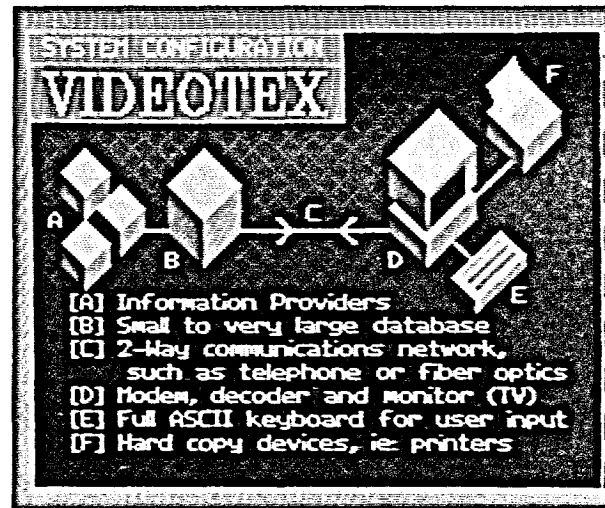 SYSTEM CONFIGURATION
VIDEOTEX
F
A
C
B
D
E
[A] Information Providers
[B] Small to very large database
[C] 2-Way communications network,
such as telephone or fiber optics
[D] Modem, decoder and monitor (TV)
[E] Full ASCII keyboard for user input
[F] Hard copy devices, ie: printers